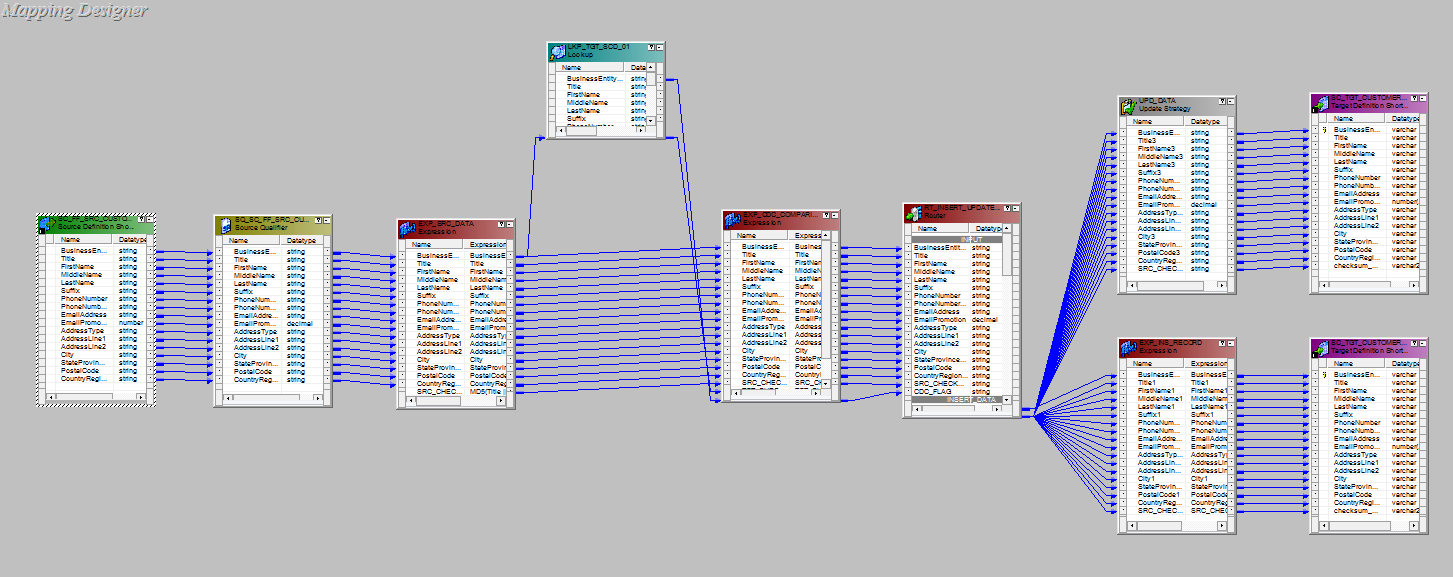 Mapping Designer
LKP_TGT_SCD_01
Lookup
Name Data
BusinessEntity... strin
Title strin
FirstName strin
MiddleName strin
LastName strin
Suffix strin
SC_FF_SRC_CUSTO...
Source Definition Sho...
Name Datatype
BusinessEn... string
Title string
FirstName string
MiddleName string
LastName string
Suffix string
PhoneNumber string
PhoneNumb... string
EmailAddress string
EmailPromo... number
AddressType string
AddressLine1 string
AddressLine2 string
City string
StateProvin... string
PostalCode string
CountryRegi... string
SQ_SC_FF_SRC_CU...
Source Qualifier
Name Datatype
BusinessE... string
Title string
FirstName string
MiddleName string
LastName string
Suffix string
PhoneNum... string
PhoneNum... string
EmailAddre... string
EmailProm... decimal
AddressType string
AddressLine1 string
AddressLine2 string
City string
StateProvin... string
PostalCode string
CountryReg... string
EXP_SRC_DATA
Expression
Name Expression
BusinessE... BusinessE
Title Title
FirstName FirstName
MiddleName MiddleNam
LastName LastName
Suffix Suffix
PhoneNum... PhoneNum
PhoneNum... PhoneNum
EmailAddre... EmailAddre
EmailProm... EmailProm
AddressType AddressTy
AddressLine1 AddressLin
AddressLine2 AddressLin
City City
StateProvin... StateProvi
PostalCode PostalCod
CountryReg... CountryReg
SRC_CHEC... MD5(Title |
EXP_CDC_COMPARI...
Expression
Name Express
BusinessE... Busines
Title Title
FirstName FirstNar
MiddleName MiddleN
LastName LastNar
Suffix Suffix
PhoneNum... PhoneN
PhoneNum... PhoneN
EmailAddre... EmailAd
EmailProm... EmailPr
AddressType Address
AddressLine1 Address
AddressLine2 Address
City City
StateProvin... StatePr
PostalCode PostalC
CountryReg... Country
SRC_CHEC... SRC_CH
RT_INSERT_UPDATE...
Router
Name Datatyp
INPUT
BusinessEntit... string
Title string
FirstName string
MiddleName string
LastName string
Suffix string
PhoneNumber string
PhoneNumber... string
EmailAddress string
EmailPromotion decimal
AddressType string
AddressLine1 string
AddressLine2 string
City string
StateProvince... string
PostalCode string
CountryRegion... string
SRC_CHECK... string
CDC_FLAG string
INSERT_DATA
UPD_DATA
Update Strategy
Name Datatype
BusinessE... string
Title3 string
FirstName3 string
MiddleName3 string
LastName3 string
Suffix3 string
PhoneNum... string
PhoneNum... string
EmailAddre... string
EmailProm... decimal
AddressTyp... string
AddressLin... string
AddressLin... string
City3 string
StateProvin... string
PostalCode3 string
CountryReg... string
SRC_CHEC... string
SC_TGT_CUSTOMER...
Target Definition Short...
Name Datatype
BusinessEn... varchar
Title varchar
FirstName varchar
MiddleName varchar
LastName varchar
Suffix varchar
PhoneNumber varchar
PhoneNumb... varchar
EmailAddress varchar
EmailPromo... number(
AddressType varchar
AddressLine1 varchar
AddressLine2 varchar
City varchar
StateProvin... varchar
PostalCode varchar
CountryRegi... varchar
checksum_... varchar2
EXP_INS_RECORD
Expression
Name Expression
BusinessE... BusinessE
Title1 Title1
FirstName1 FirstName1
MiddleName1 MiddleNam
LastName1 LastName1
Suffix1 Suffix1
PhoneNum... PhoneNum
PhoneNum... PhoneNum
EmailAddre... EmailAddre
EmailProm... EmailProm
AddressTyp... AddressTy
AddressLin... AddressLin
AddressLin... AddressLin
City1 City1
StateProvin... StateProvi
PostalCode1 PostalCod
CountryReg... CountryReg
SRC_CHEC... SRC_CHEC
SC_TGT_CUSTOMER...
Target Definition Short...
Name Datatype
BusinessEn... varchar
Title varchar
FirstName varchar
MiddleName varchar
LastName varchar
Suffix varchar
PhoneNumber varchar
PhoneNumb... varchar
EmailAddress varchar
EmailPromo... number(
AddressType varchar
AddressLine1 varchar
AddressLine2 varchar
City varchar
StateProvin... varchar
PostalCode varchar
CountryRegi... varchar
checksum_... varchar2